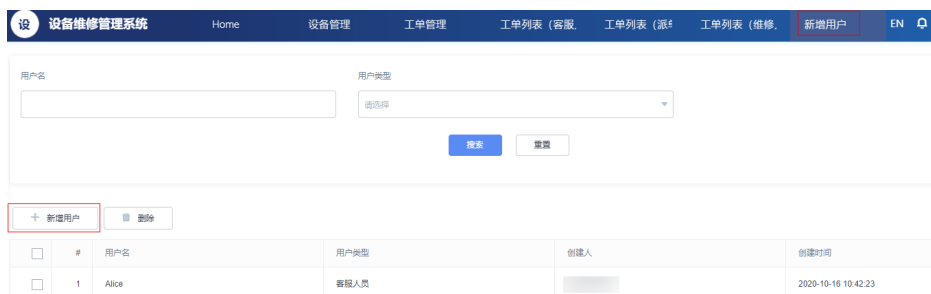 设 设备维修管理系统 Home 设备管理 工单管理 工单列表（客服, 工单列表（派单 工单列表（维修, 新增用户 EN
用户名 用户类型
请选择
搜索 重置
新增用户 删除
# 用户名 用户类型 创建人 创建时间
1 Alice 客服人员 2020-10-16 10:42:23